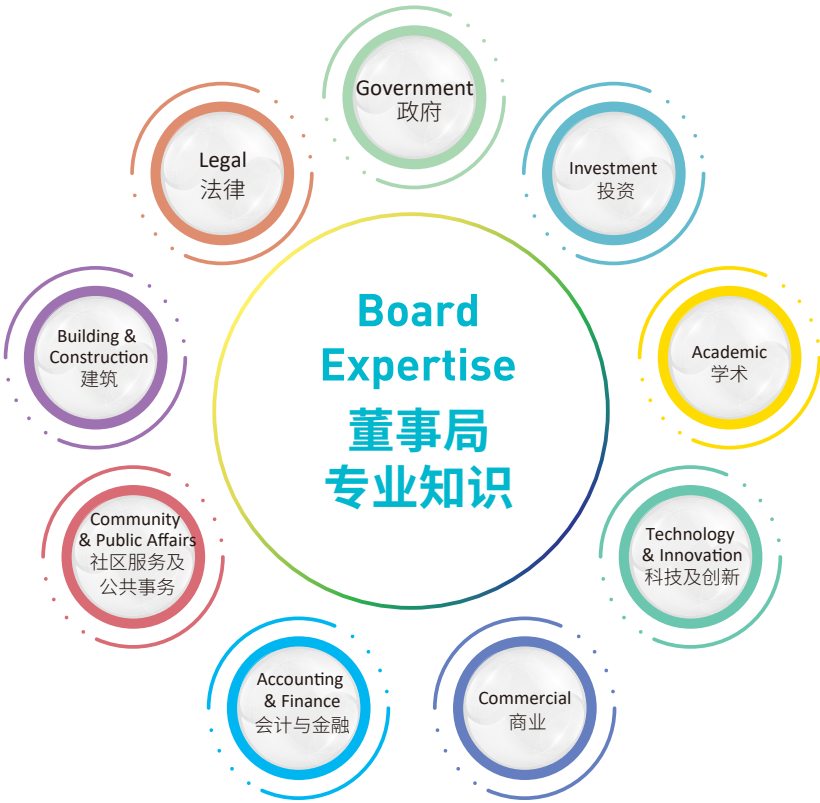 Board
Expertise
董事局
专业知识
Government
政府
Investment
投资
Academic
学术
Technology
& Innovation
科技及创新
Commercial
商业
Accounting
& Finance
会计与金融
Community
& Public Affairs
社区服务及
公共事务
Building &
Construction
建筑
Legal
法律